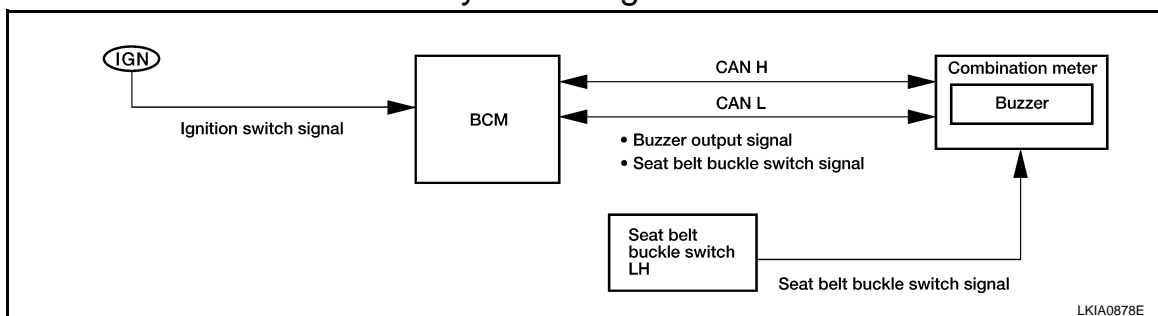 IGN
Ignition switch signal
BCM
CAN H
CAN L
• Buzzer output signal
• Seat belt buckle switch signal
Combination meter
Buzzer
Seat belt
buckle switch
LH
Seat belt buckle switch signal
LKIA0878E